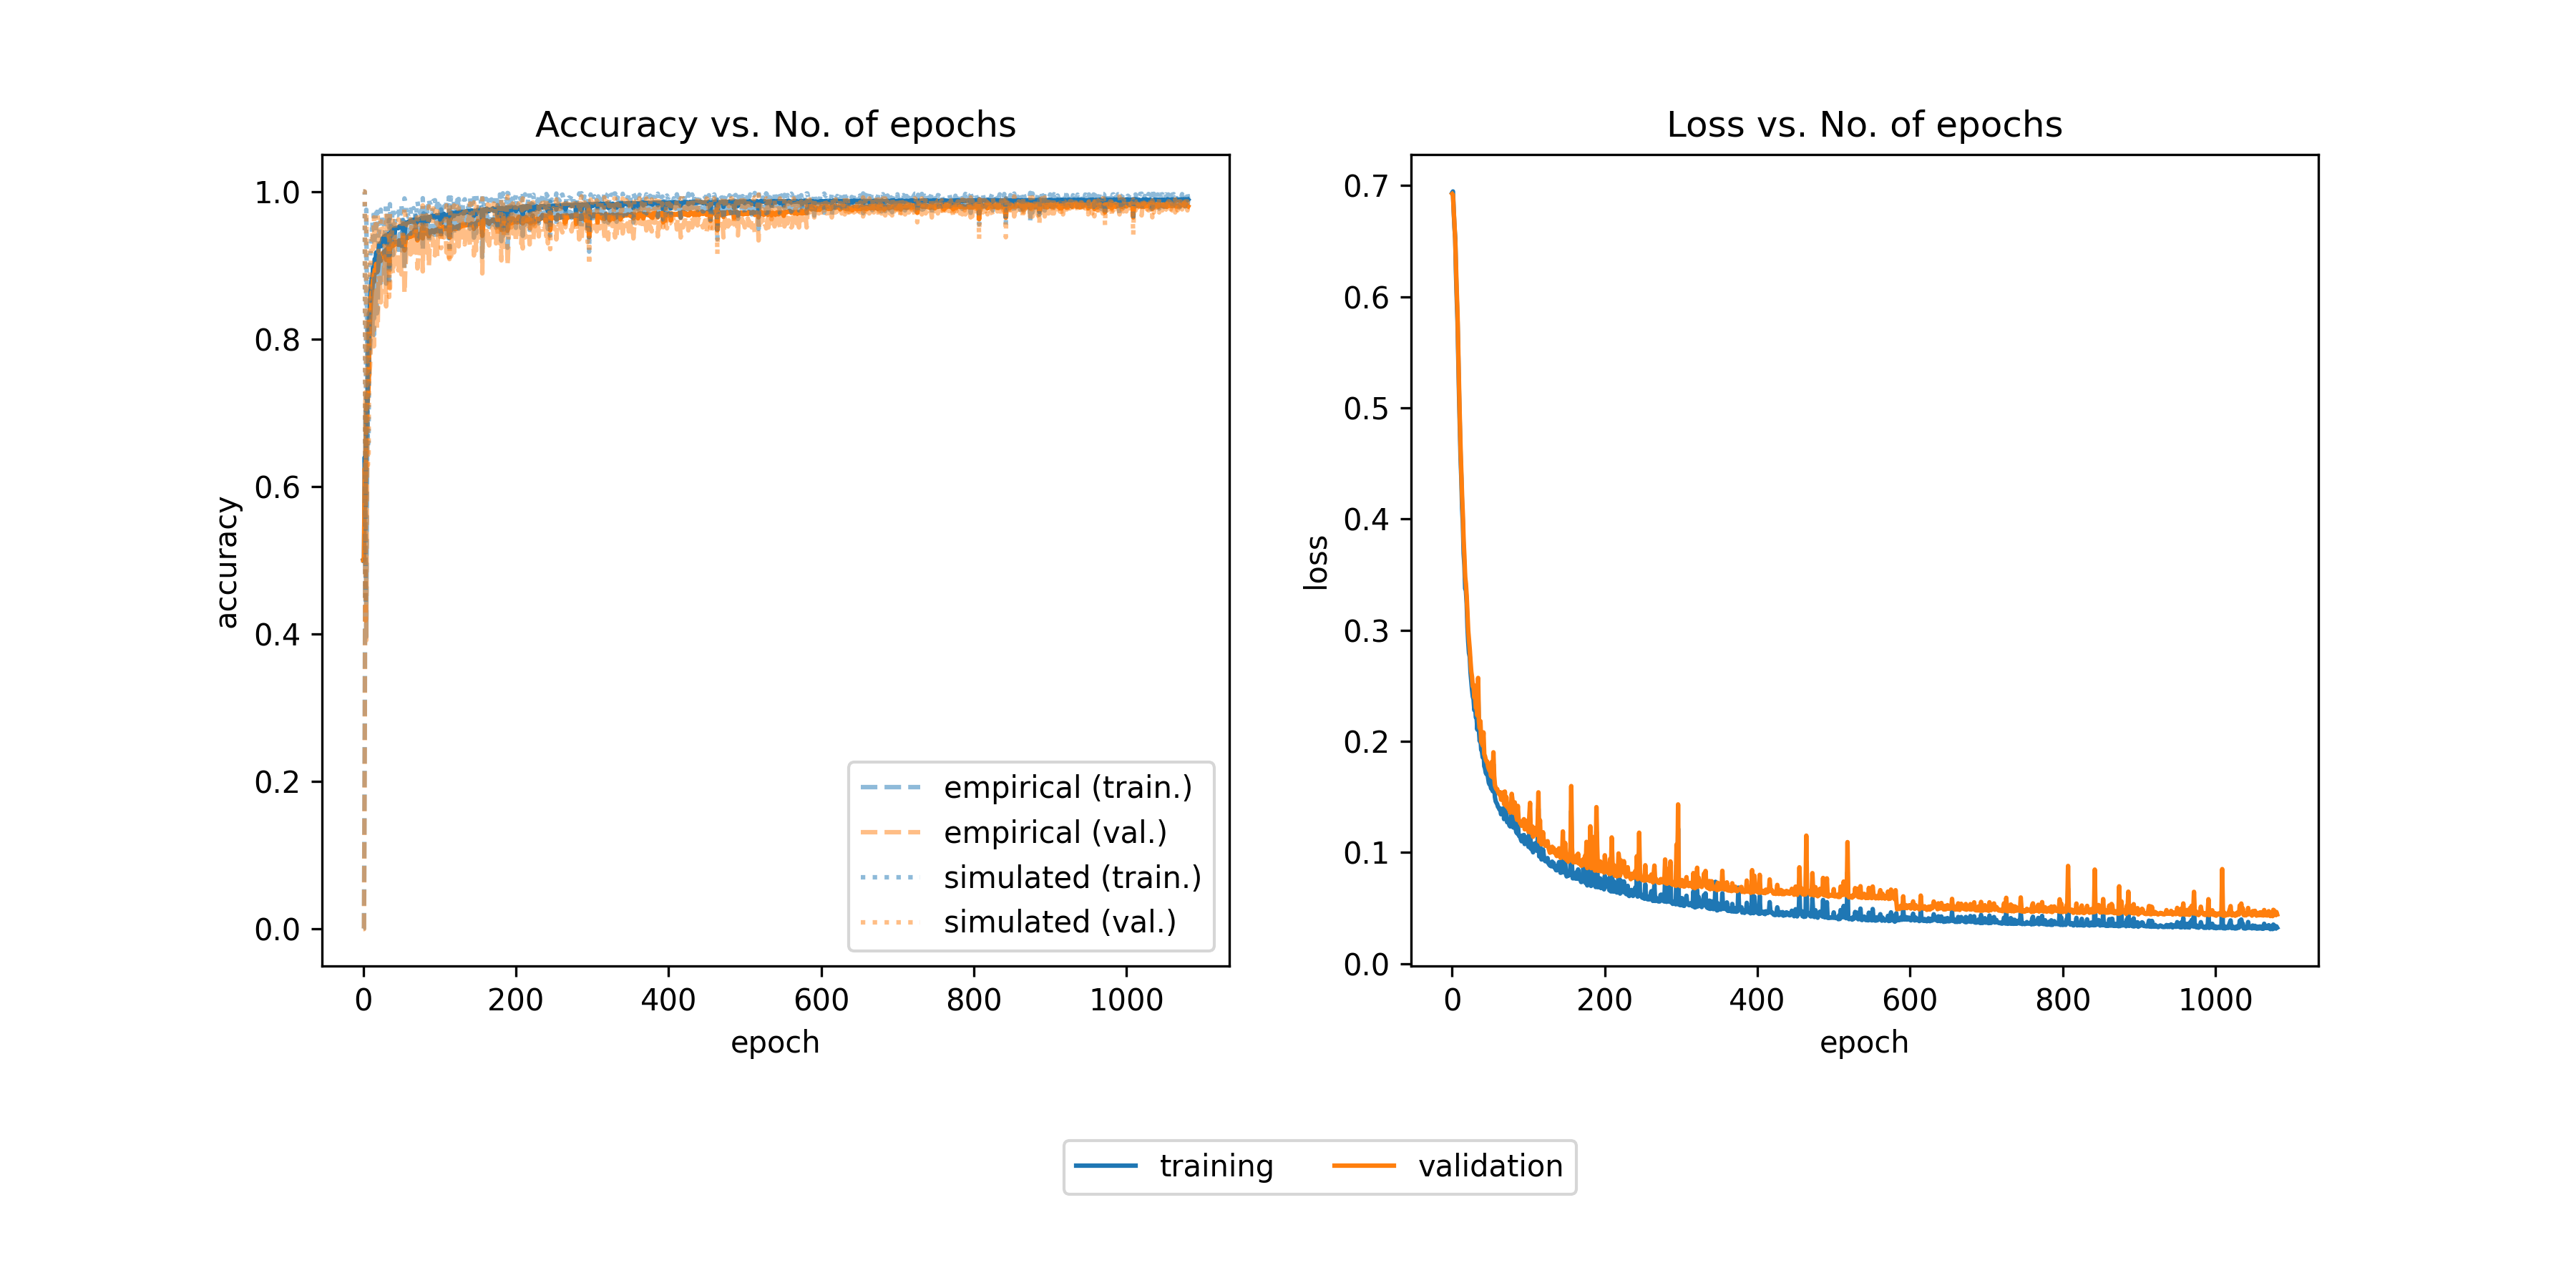 Accuracy vs. No. of epochs
1.0
0.8
0.6
0.4
0.2
0.0
accuracy
0 200 400 600 800 1000
epoch
empirical (train.)
empirical (val.)
simulated (train.)
simulated (val.)
Loss vs. No. of epochs
0.7
0.6
0.5
0.4
0.3
0.2
0.1
0.0
loss
0 200 400 600 800 1000
epoch
training validation